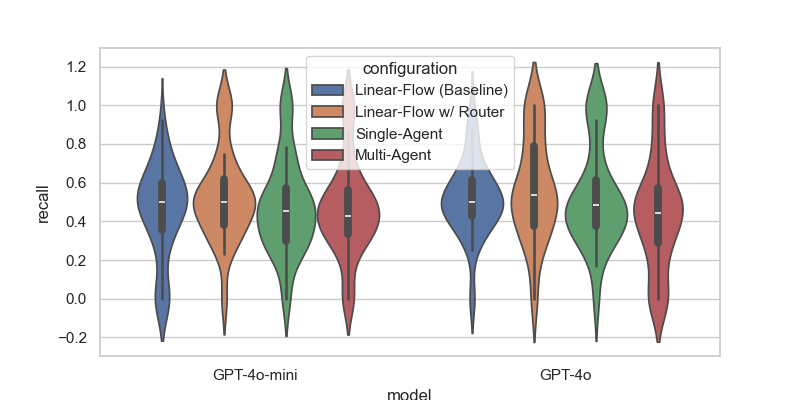 configuration
Linear-Flow (Baseline)
Linear-Flow w/ Router
Single-Agent
Multi-Agent
recall
1.2
1.0
0.8
0.6
0.4
0.2
0.0
−0.2
GPT-4o-mini
GPT-4o
model